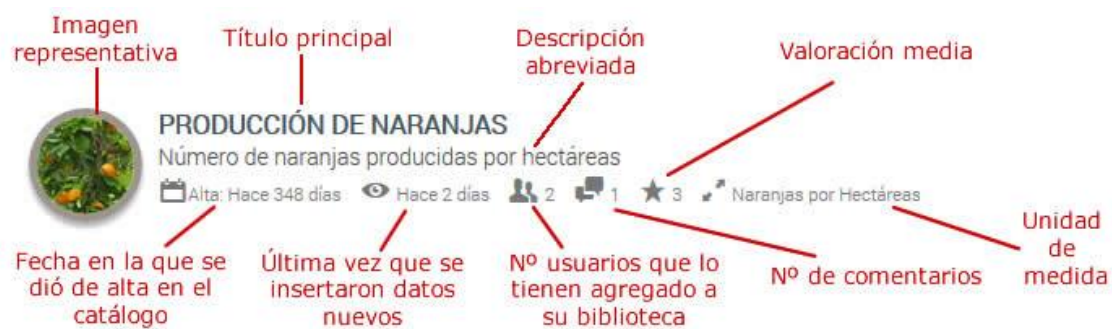 Imagen
representativa
Título principal
Descripción
abreviada
Valoración media
PRODUCCIÓN DE NARANJAS
Número de naranjas producidas por hectáreas
Alta: Hace 348 días Hace 2 días 2 1 3 Naranjas por Hectáreas
Fecha en la que se
dió de alta en el
catálogo
Última vez que se
insertaron datos
nuevos
Nº usuarios que lo
tienen agregado a
su biblioteca
Nº de comentarios
Unidad
de
medida